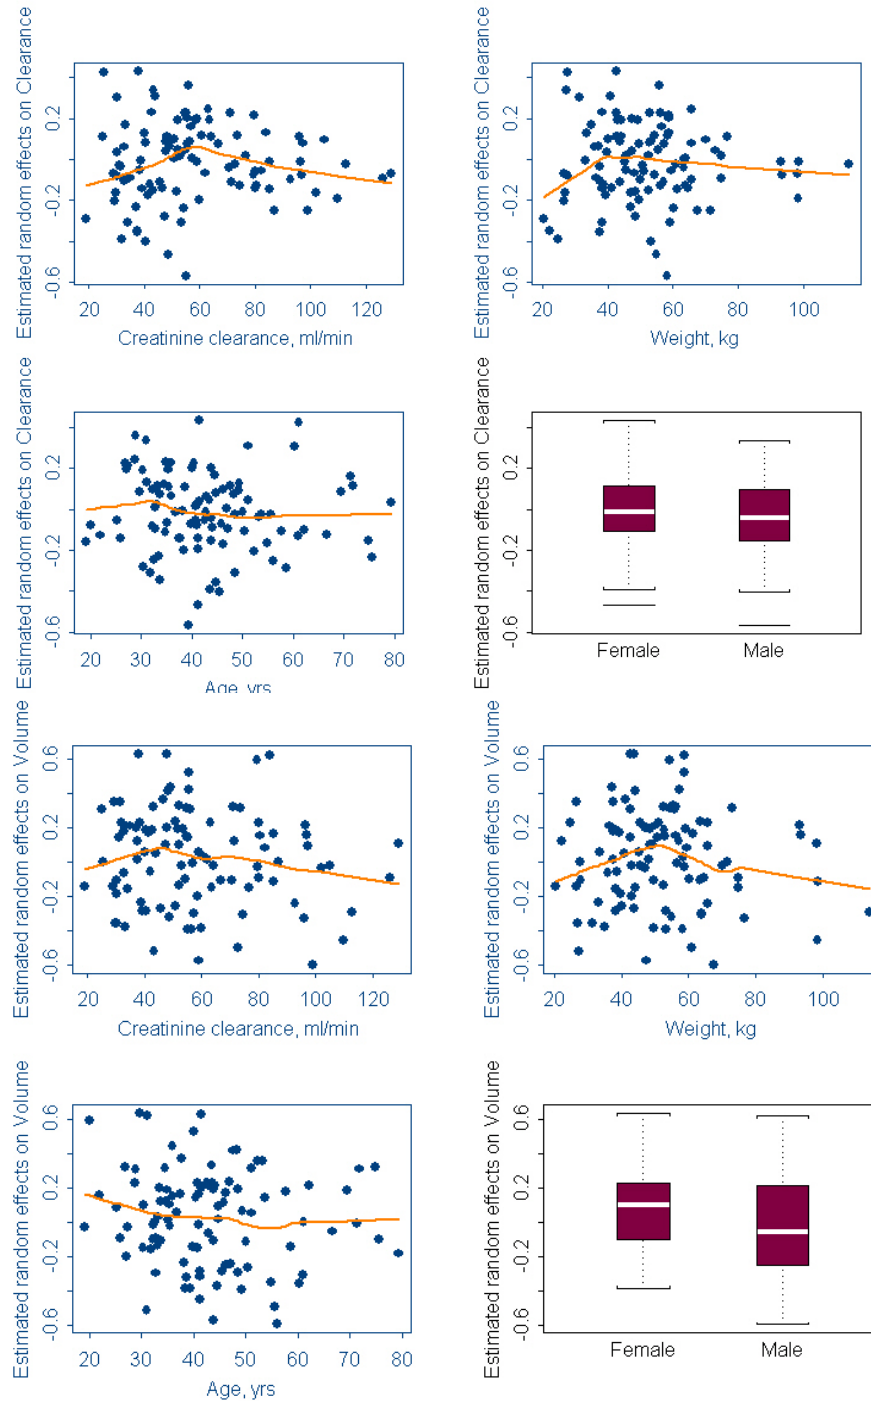 Estimated random effects on Clearance
0.2
-0.2
-0.6
20 40 60 80 100 120
Creatinine clearance, ml/min
Estimated random effects on Clearance
0.2
-0.2
-0.6
20 40 60 80 100
Weight, kg
Estimated random effects on Clearance
0.2
-0.2
-0.6
20 30 40 50 60 70 80
Age, yrs
Estimated random effects on Clearance
0.2
-0.2
-0.6
Female Male
Estimated random effects on Volume
0.6
0.2
-0.2
-0.6
20 40 60 80 100 120
Creatinine clearance, ml/min
Estimated random effects on Volume
0.6
0.2
-0.2
-0.6
20 40 60 80 100
Weight, kg
Estimated random effects on Volume
0.6
0.2
-0.2
-0.6
20 30 40 50 60 70 80
Age, yrs
Estimated random effects on Volume
0.6
0.2
-0.2
-0.6
Female Male